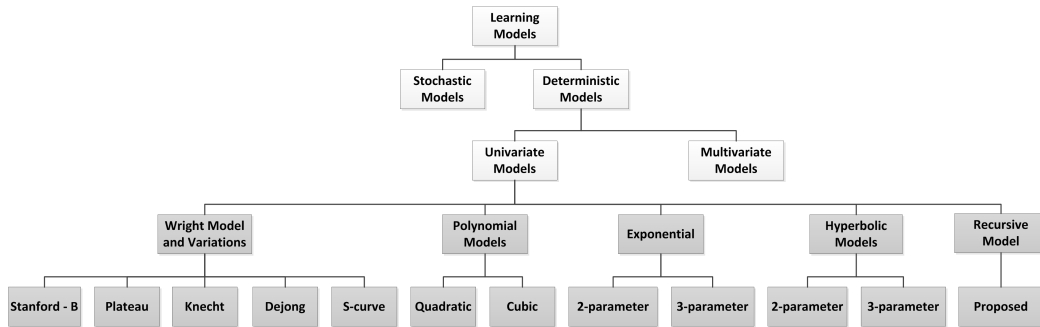 Learning
Models
Stochastic
Models
Deterministic
Models
Univariate
Models
Multivariate
Models
Wright Model
and Variations
Polynomial
Models
Exponential
Hyperbolic
Models
Recursive
Model
Stanford - B
Plateau
Knecht
Dejong
S-curve
Quadratic
Cubic
2-parameter
3-parameter
2-parameter
3-parameter
Proposed